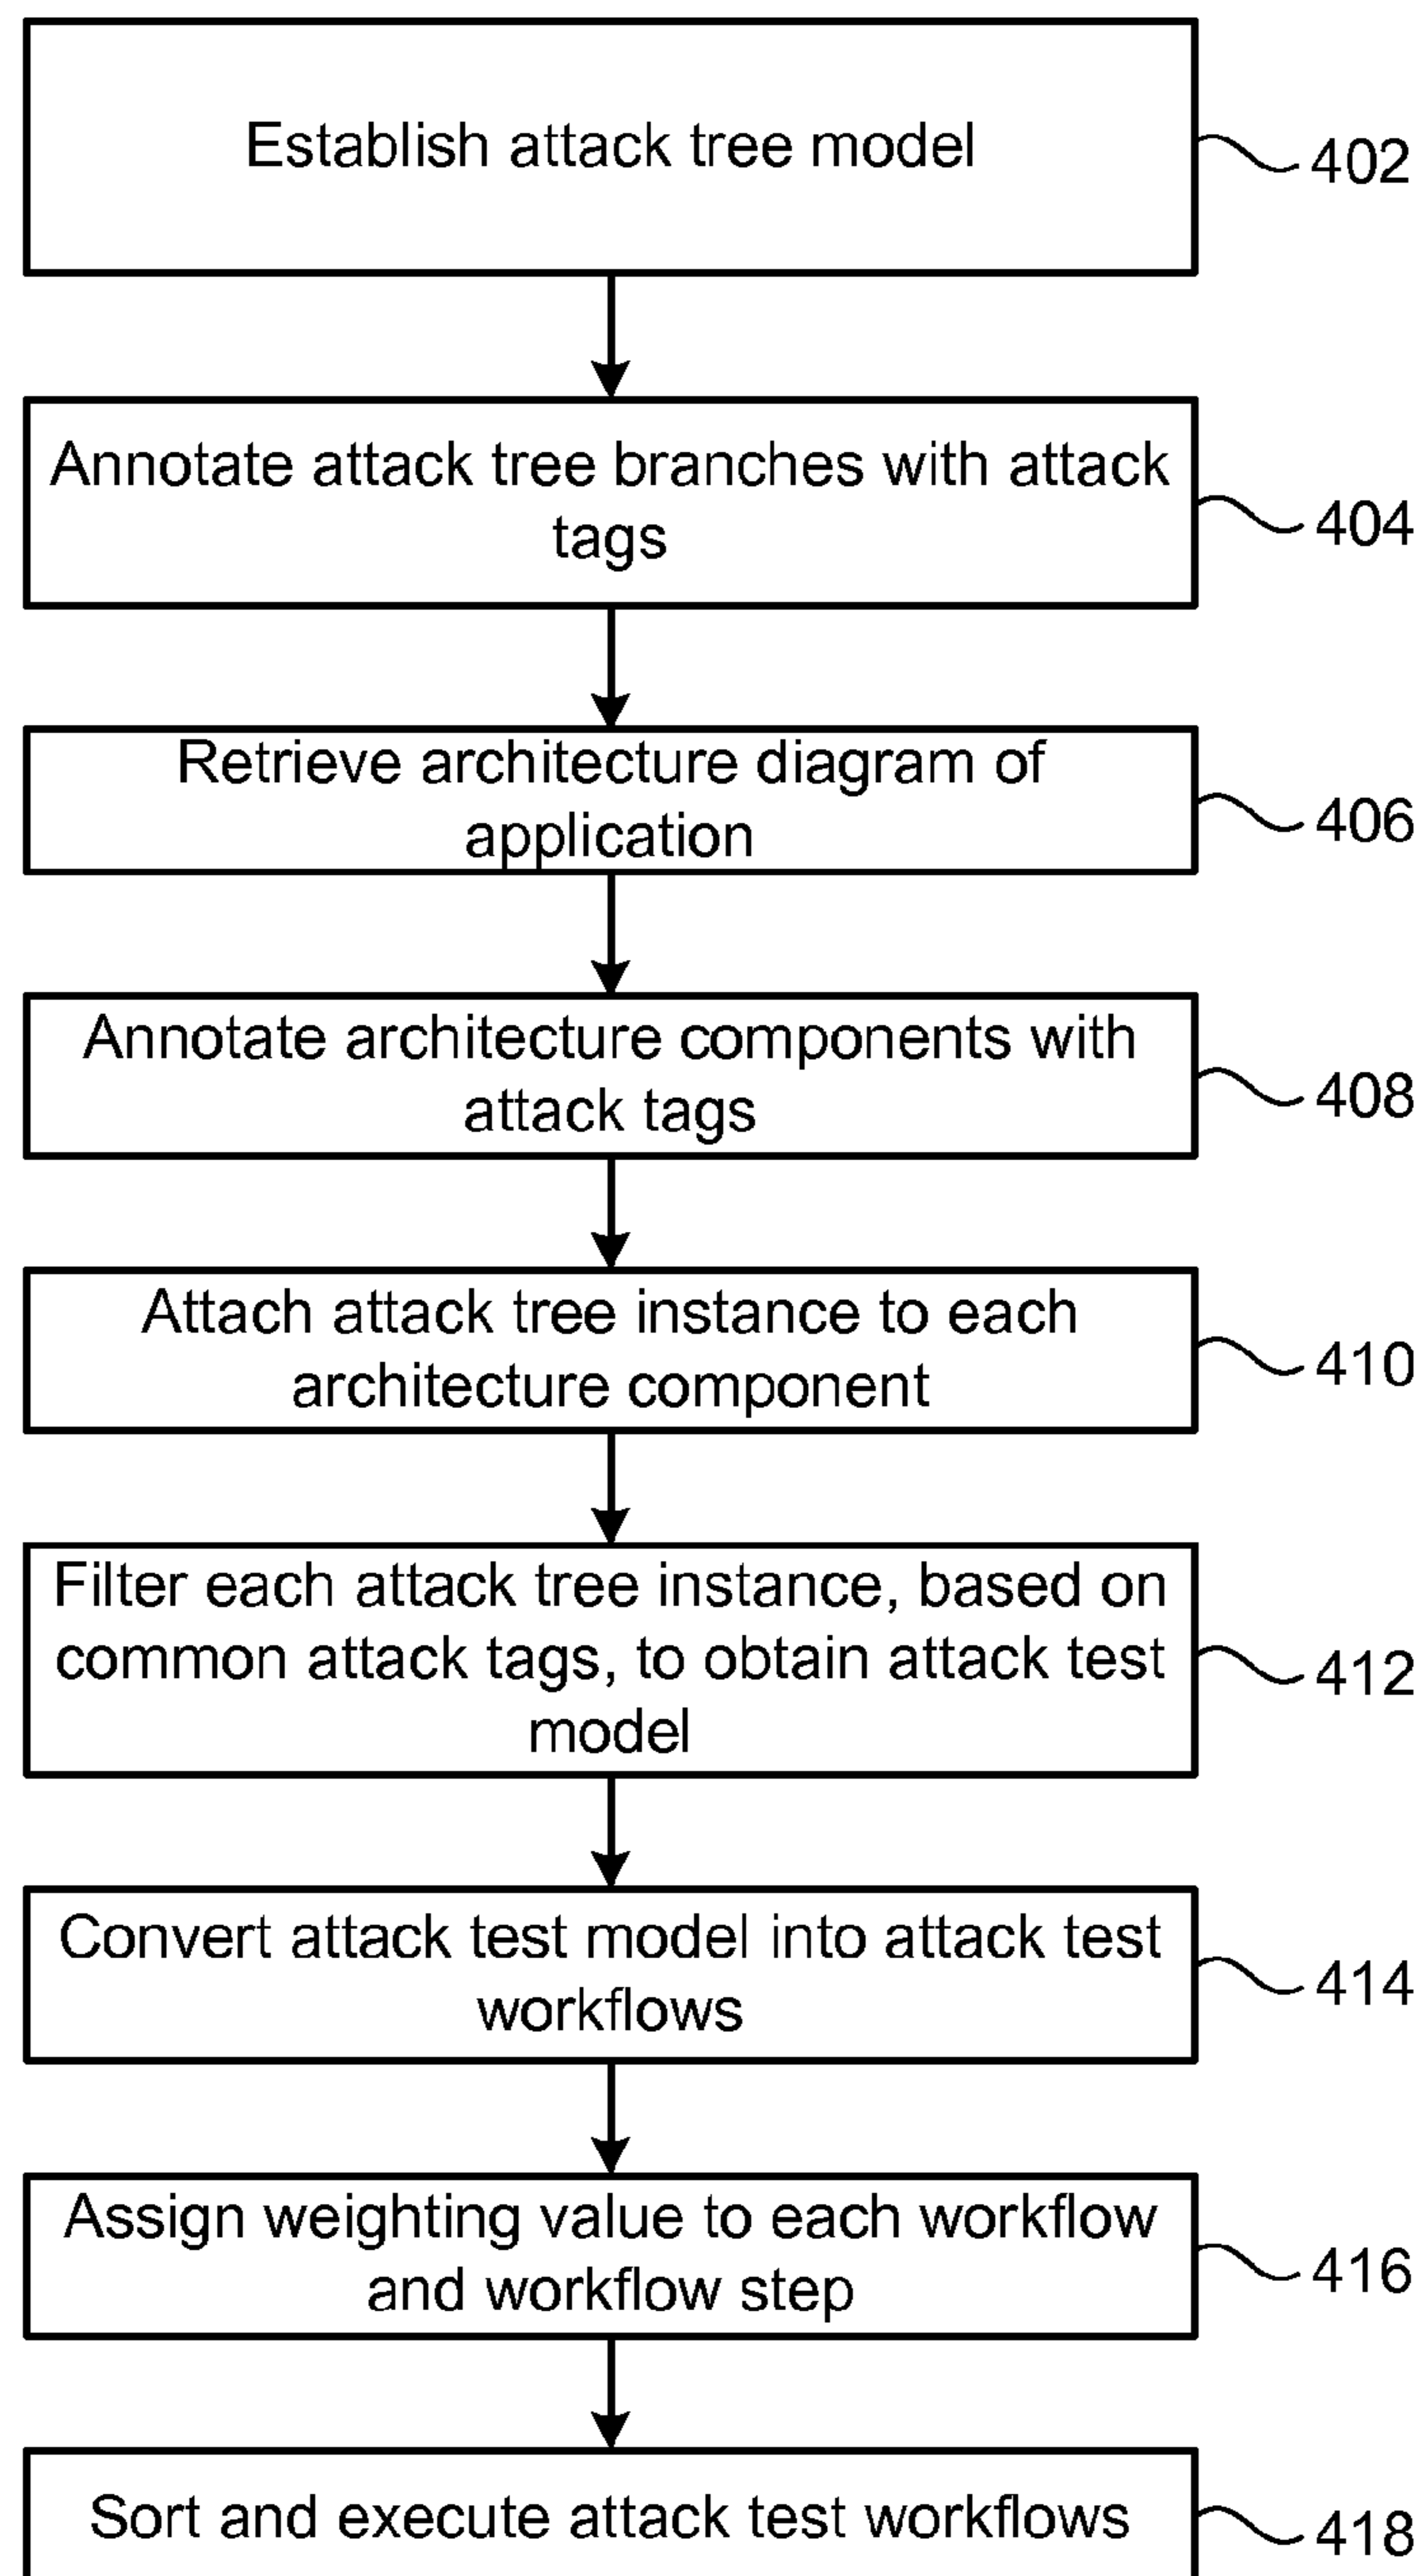 Establish attack tree model
402
Annotate attack tree branches with attack
tags
404
Retrieve architecture diagram of
application
406
Annotate architecture components with
attack tags
408
Attach attack tree instance to each
architecture component
410
Filter each attack tree instance, based on
common attack tags, to obtain attack test
model
412
Convert attack test model into attack test
workflows
414
Assign weighting value to each workflow
and workflow step
416
Sort and execute attack test workflows
418